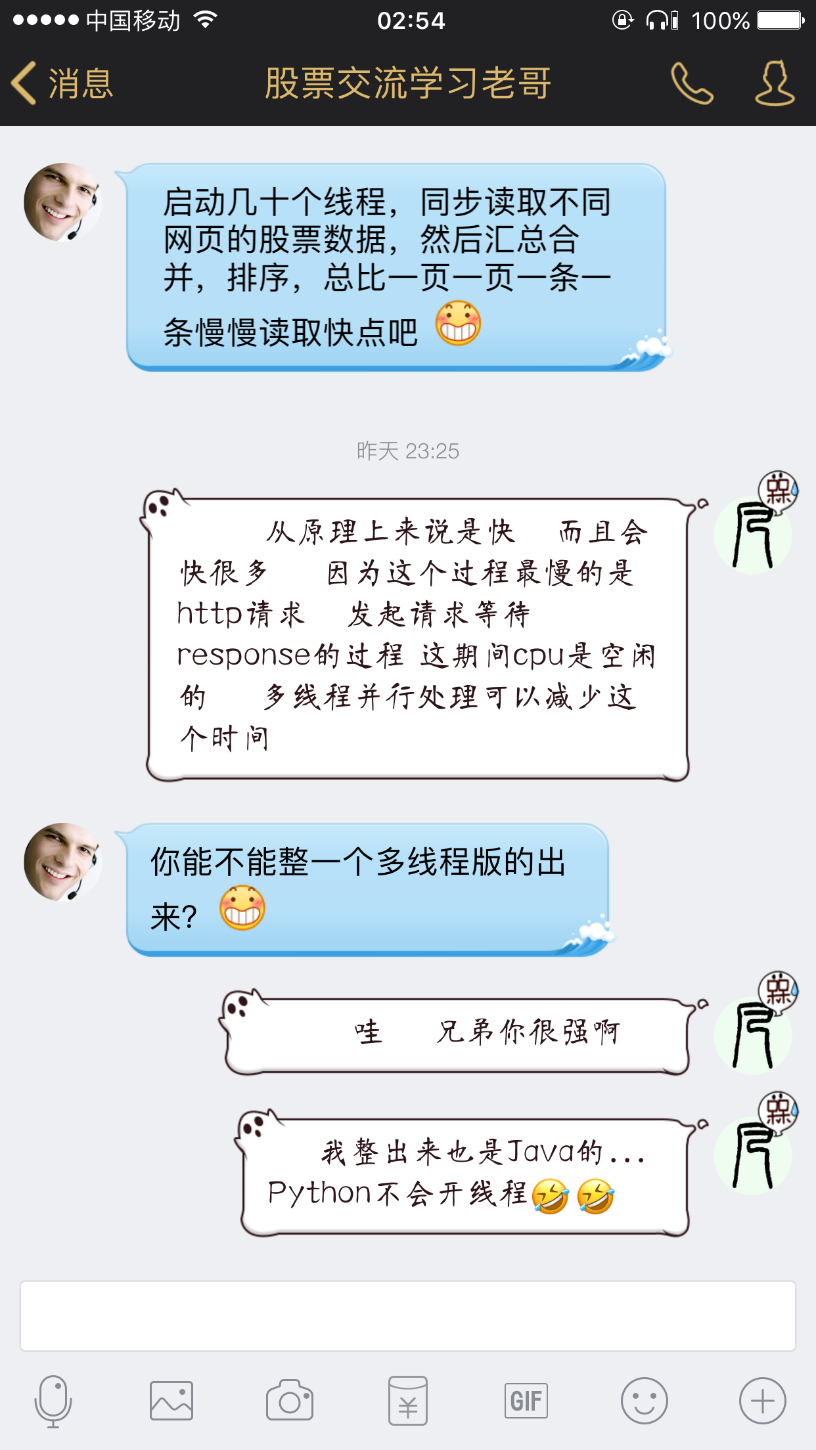 中国移动 02:54 100%
消息 股票交流学习老哥
启动几十个线程，同步读取不同
网页的股票数据，然后汇总合
并，排序，总比一页一页一条一
条慢慢读取快点吧
昨天 23:25
从原理上来说是快 而且会
快很多 因为这个过程最慢的是
http请求 发起请求等待
response的过程 这期间cpu是空闲
的 多线程并行处理可以减少这
个时间
你能不能整一个多线程版的出
来？
哇 兄弟你很强啊
我整出来也是Java的...
Python不会开线程
GIF